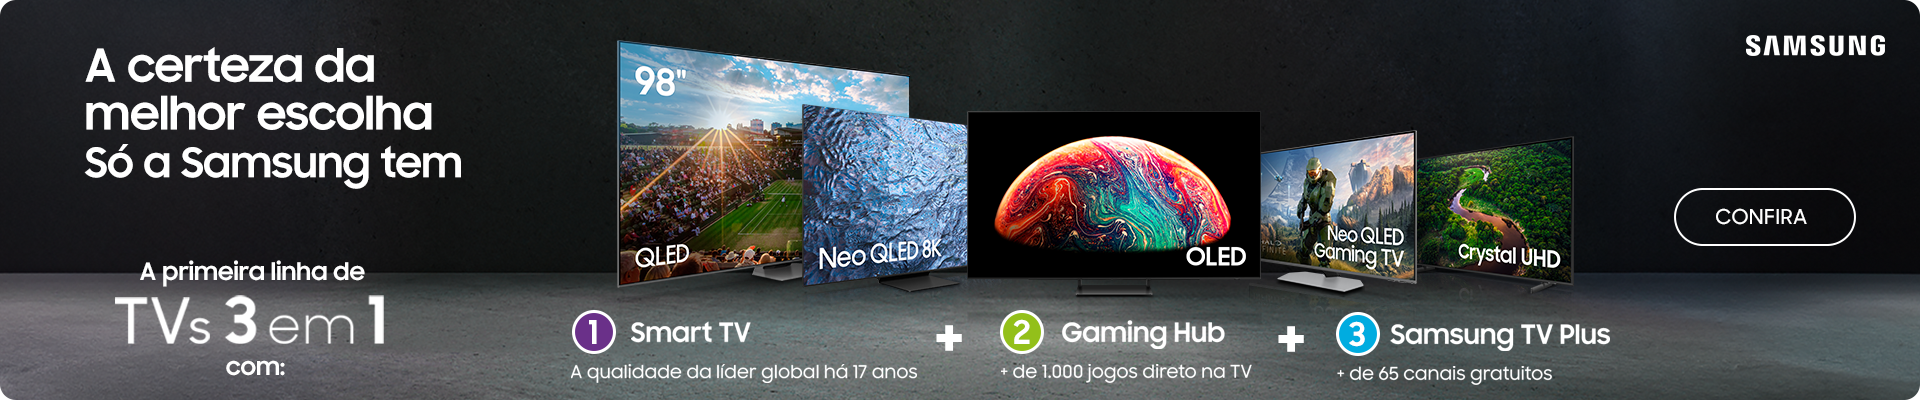 A certeza da
melhor escolha
Só a Samsung tem
A primeira linha de
TVs 3 em 1
com:
98"
QLED
Neo QLED 8K
OLED
HALO
INFINITE
Neo QLED
Gaming TV
Crystal UHD
SAMSUNG
CONFIRA
1 Smart TV
A qualidade da líder global há 17 anos
+
2 Gaming Hub
+ de 1.000 jogos direto na TV
+
3 Samsung TV Plus
+ de 65 canais gratuitos